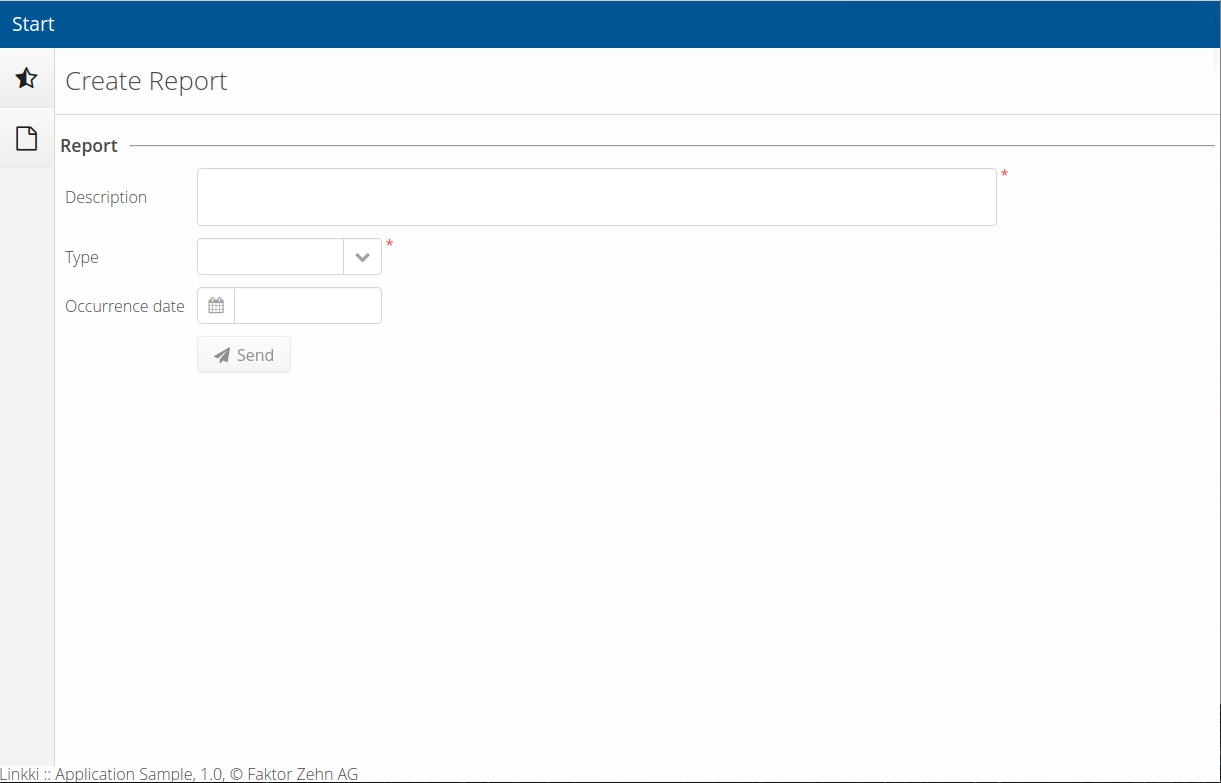 Start
Create Report
Report
Description *
Type *
Occurrence date
Send
Linkki :: Application Sample, 1.0, © Faktor Zehn AG